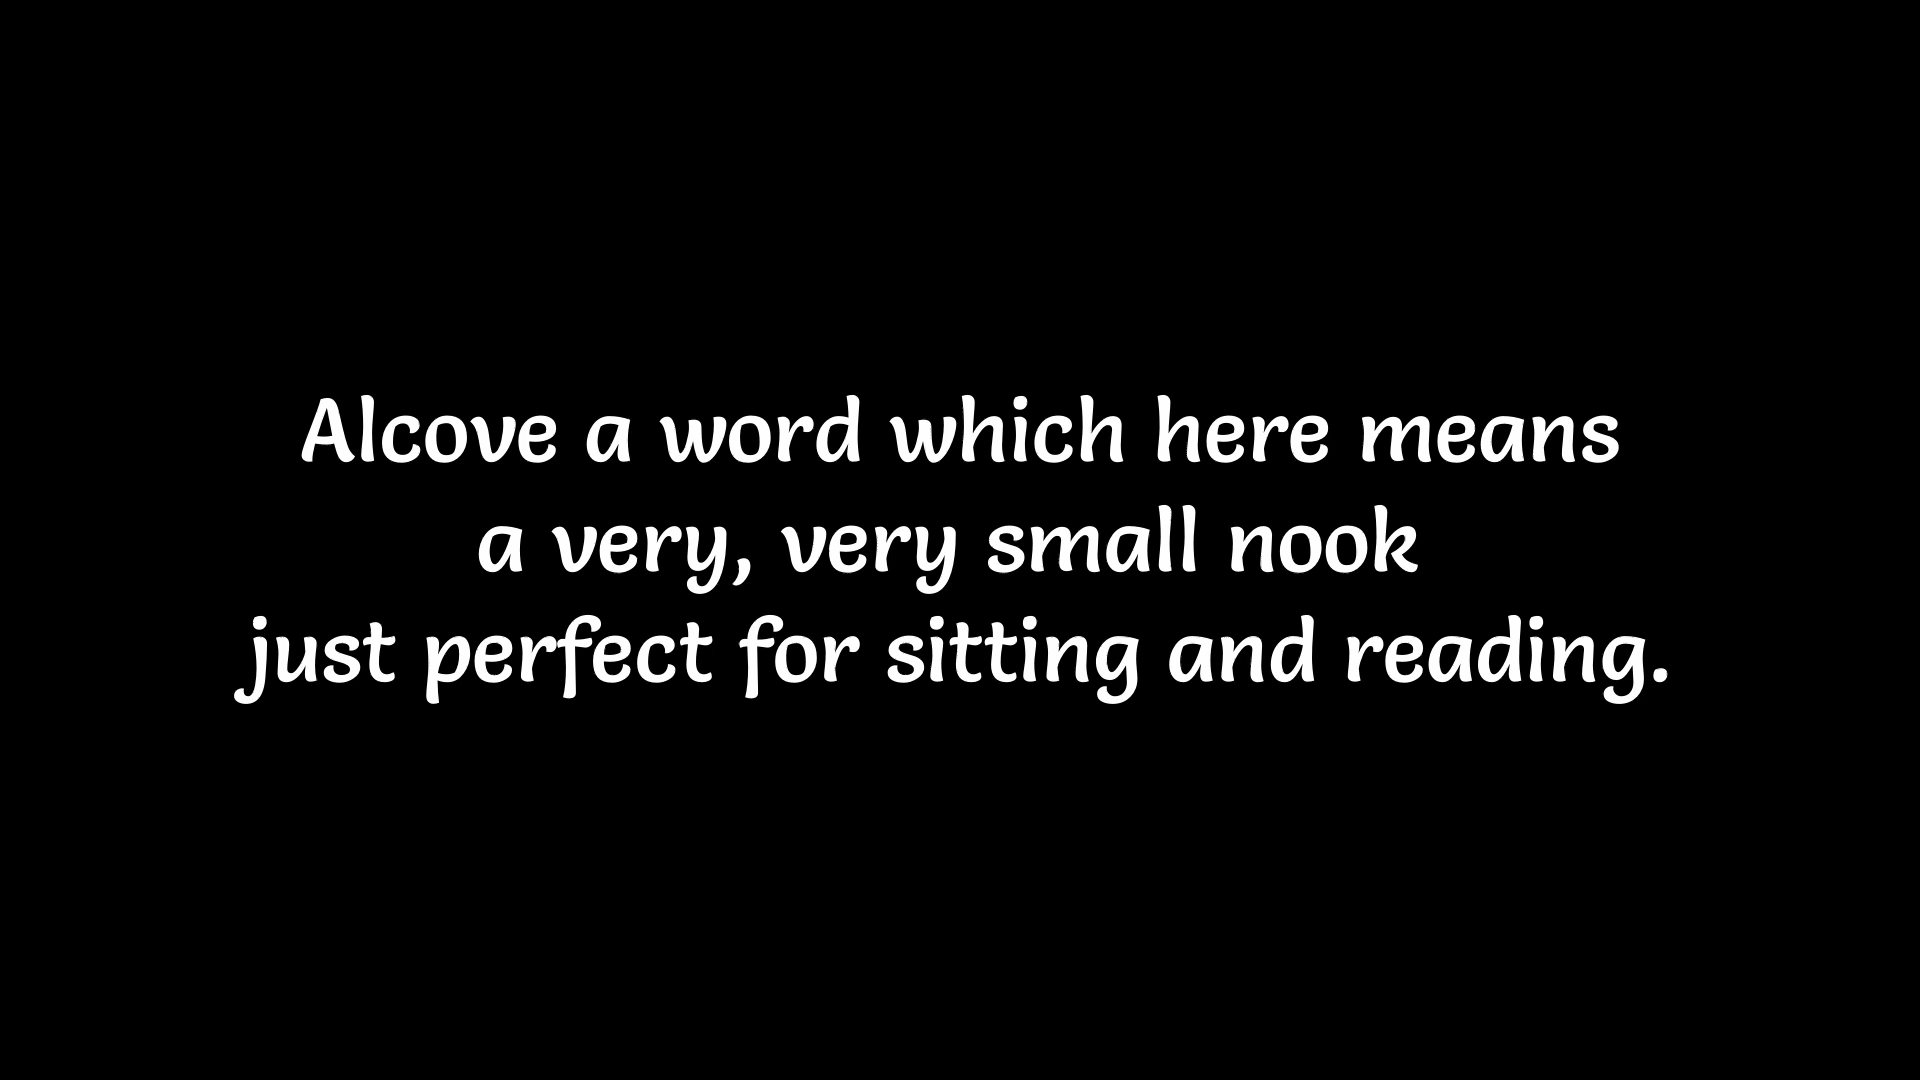 Alcove a word which here means
a very, very small nook
just perfect for sitting and reading.